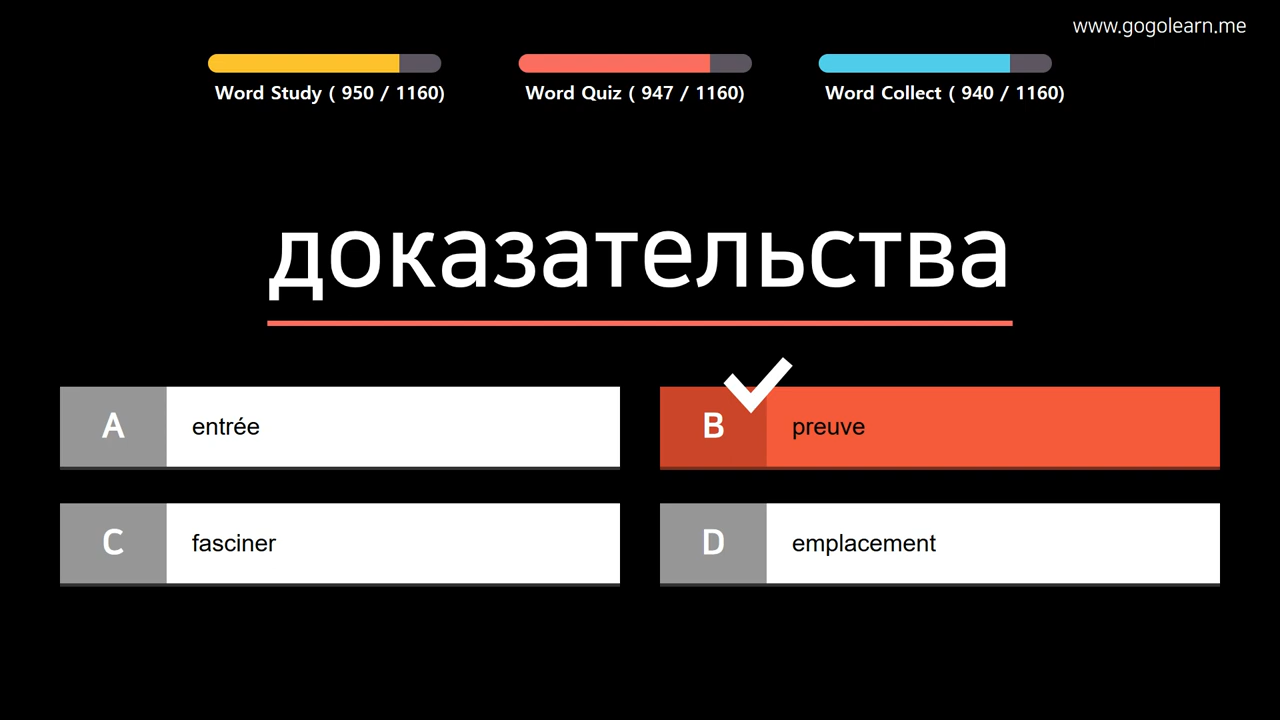 www.gogolearn.me
Word Study ( 950 / 1160)
Word Quiz ( 947 / 1160)
Word Collect ( 940 / 1160)
доказательства
A entrée
B preuve
C fasciner
D emplacement